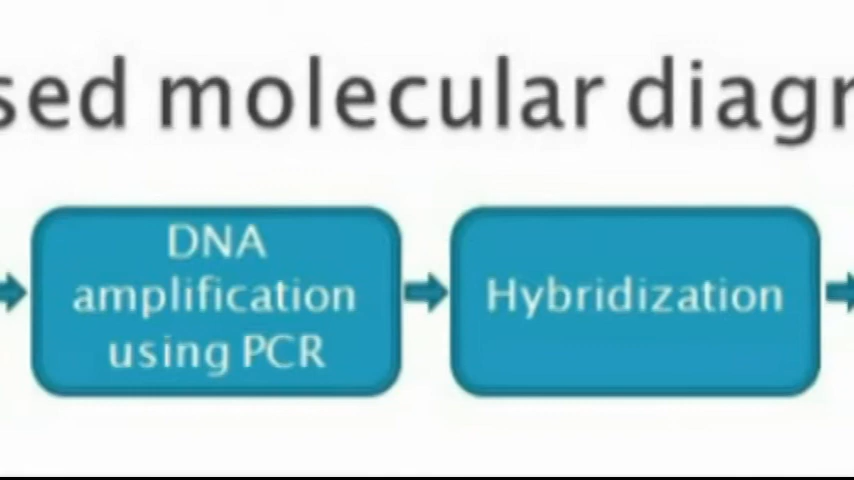 sed molecular diagr
DNA
amplification
using PCR
Hybridization